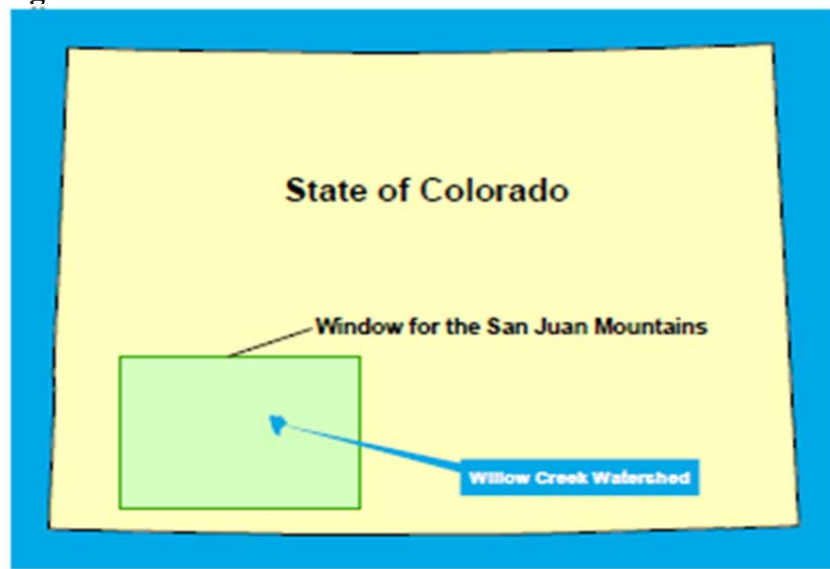 State of Colorado
Window for the San Juan Mountains
Willow Creek Watershed